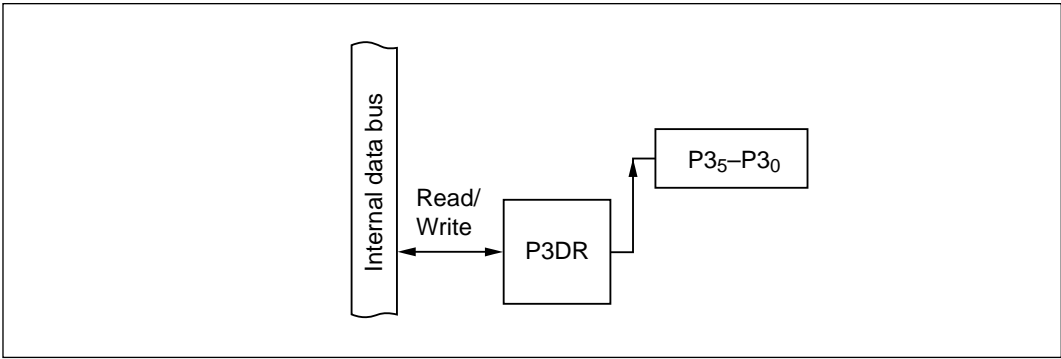 Internal data bus
Read/
Write
P3DR
P3₅–P3₀